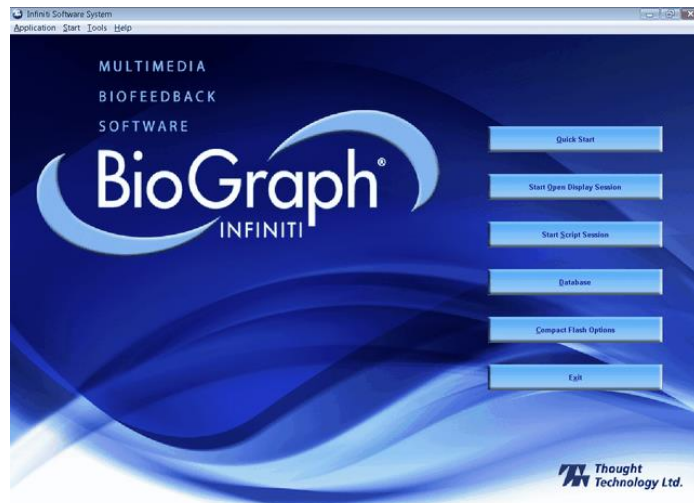 Infiniti Software System
Application Start Tools Help
MULTIMEDIA
BIOFEEDBACK
SOFTWARE
BioGraph®
INFINITI
Quick Start
Start Open Display Session
Start Script Session
Database
Compact Flash Options
Exit
Thought
Technology Ltd.